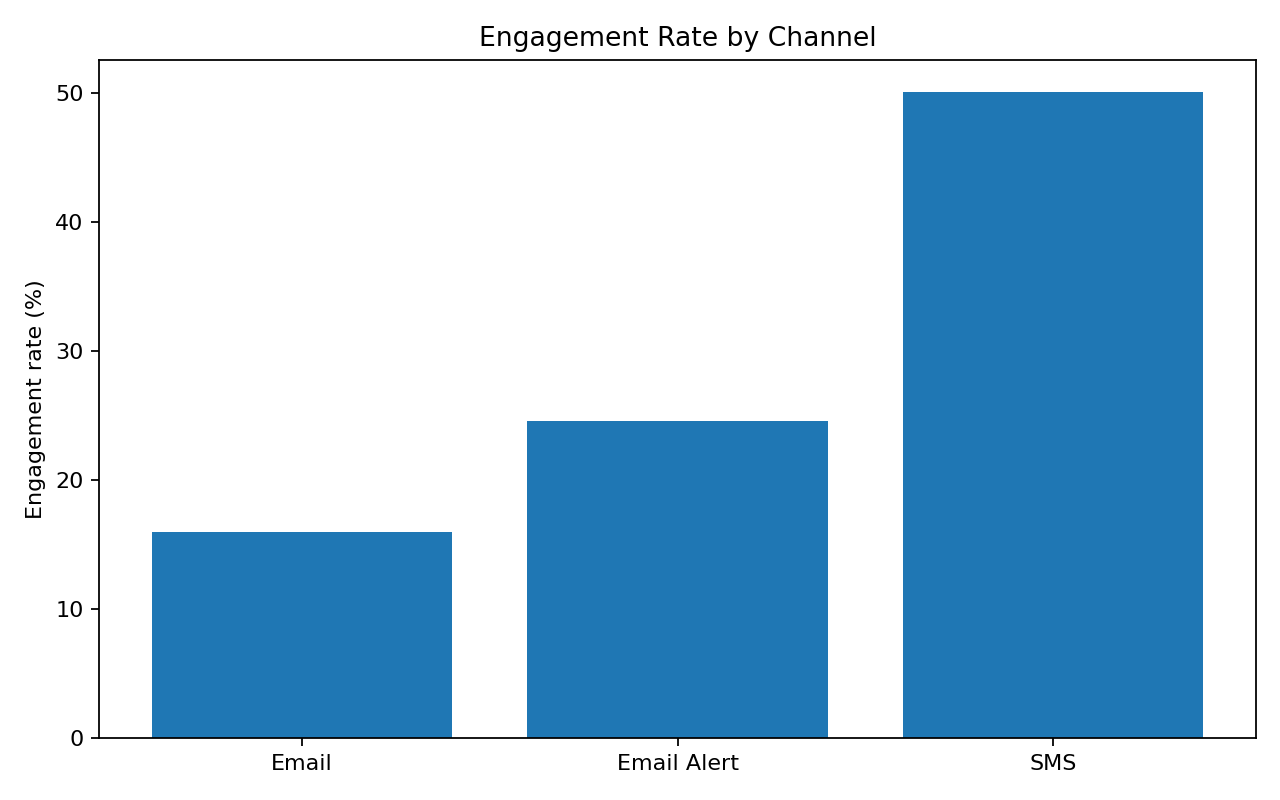 Engagement Rate by Channel
Engagement rate (%)
50
40
30
20
10
0
Email
Email Alert
SMS